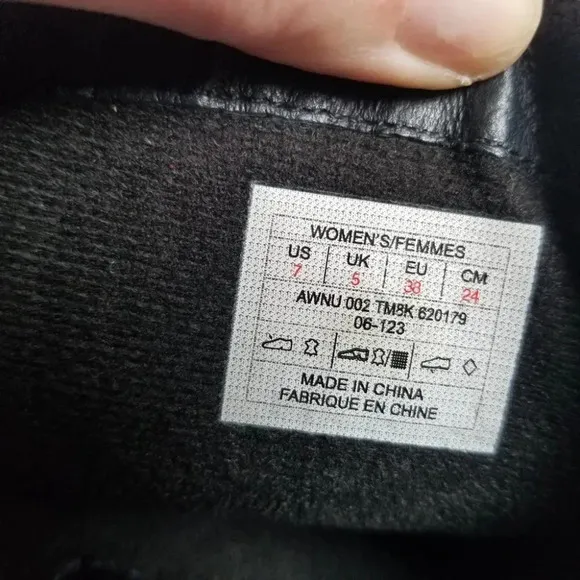 WOMEN'S/FEMMES
US UK EU CM
7 5 38 24
AWNU 002 TM8K 620179
06-123
MADE IN CHINA
FABRIQUE EN CHINE